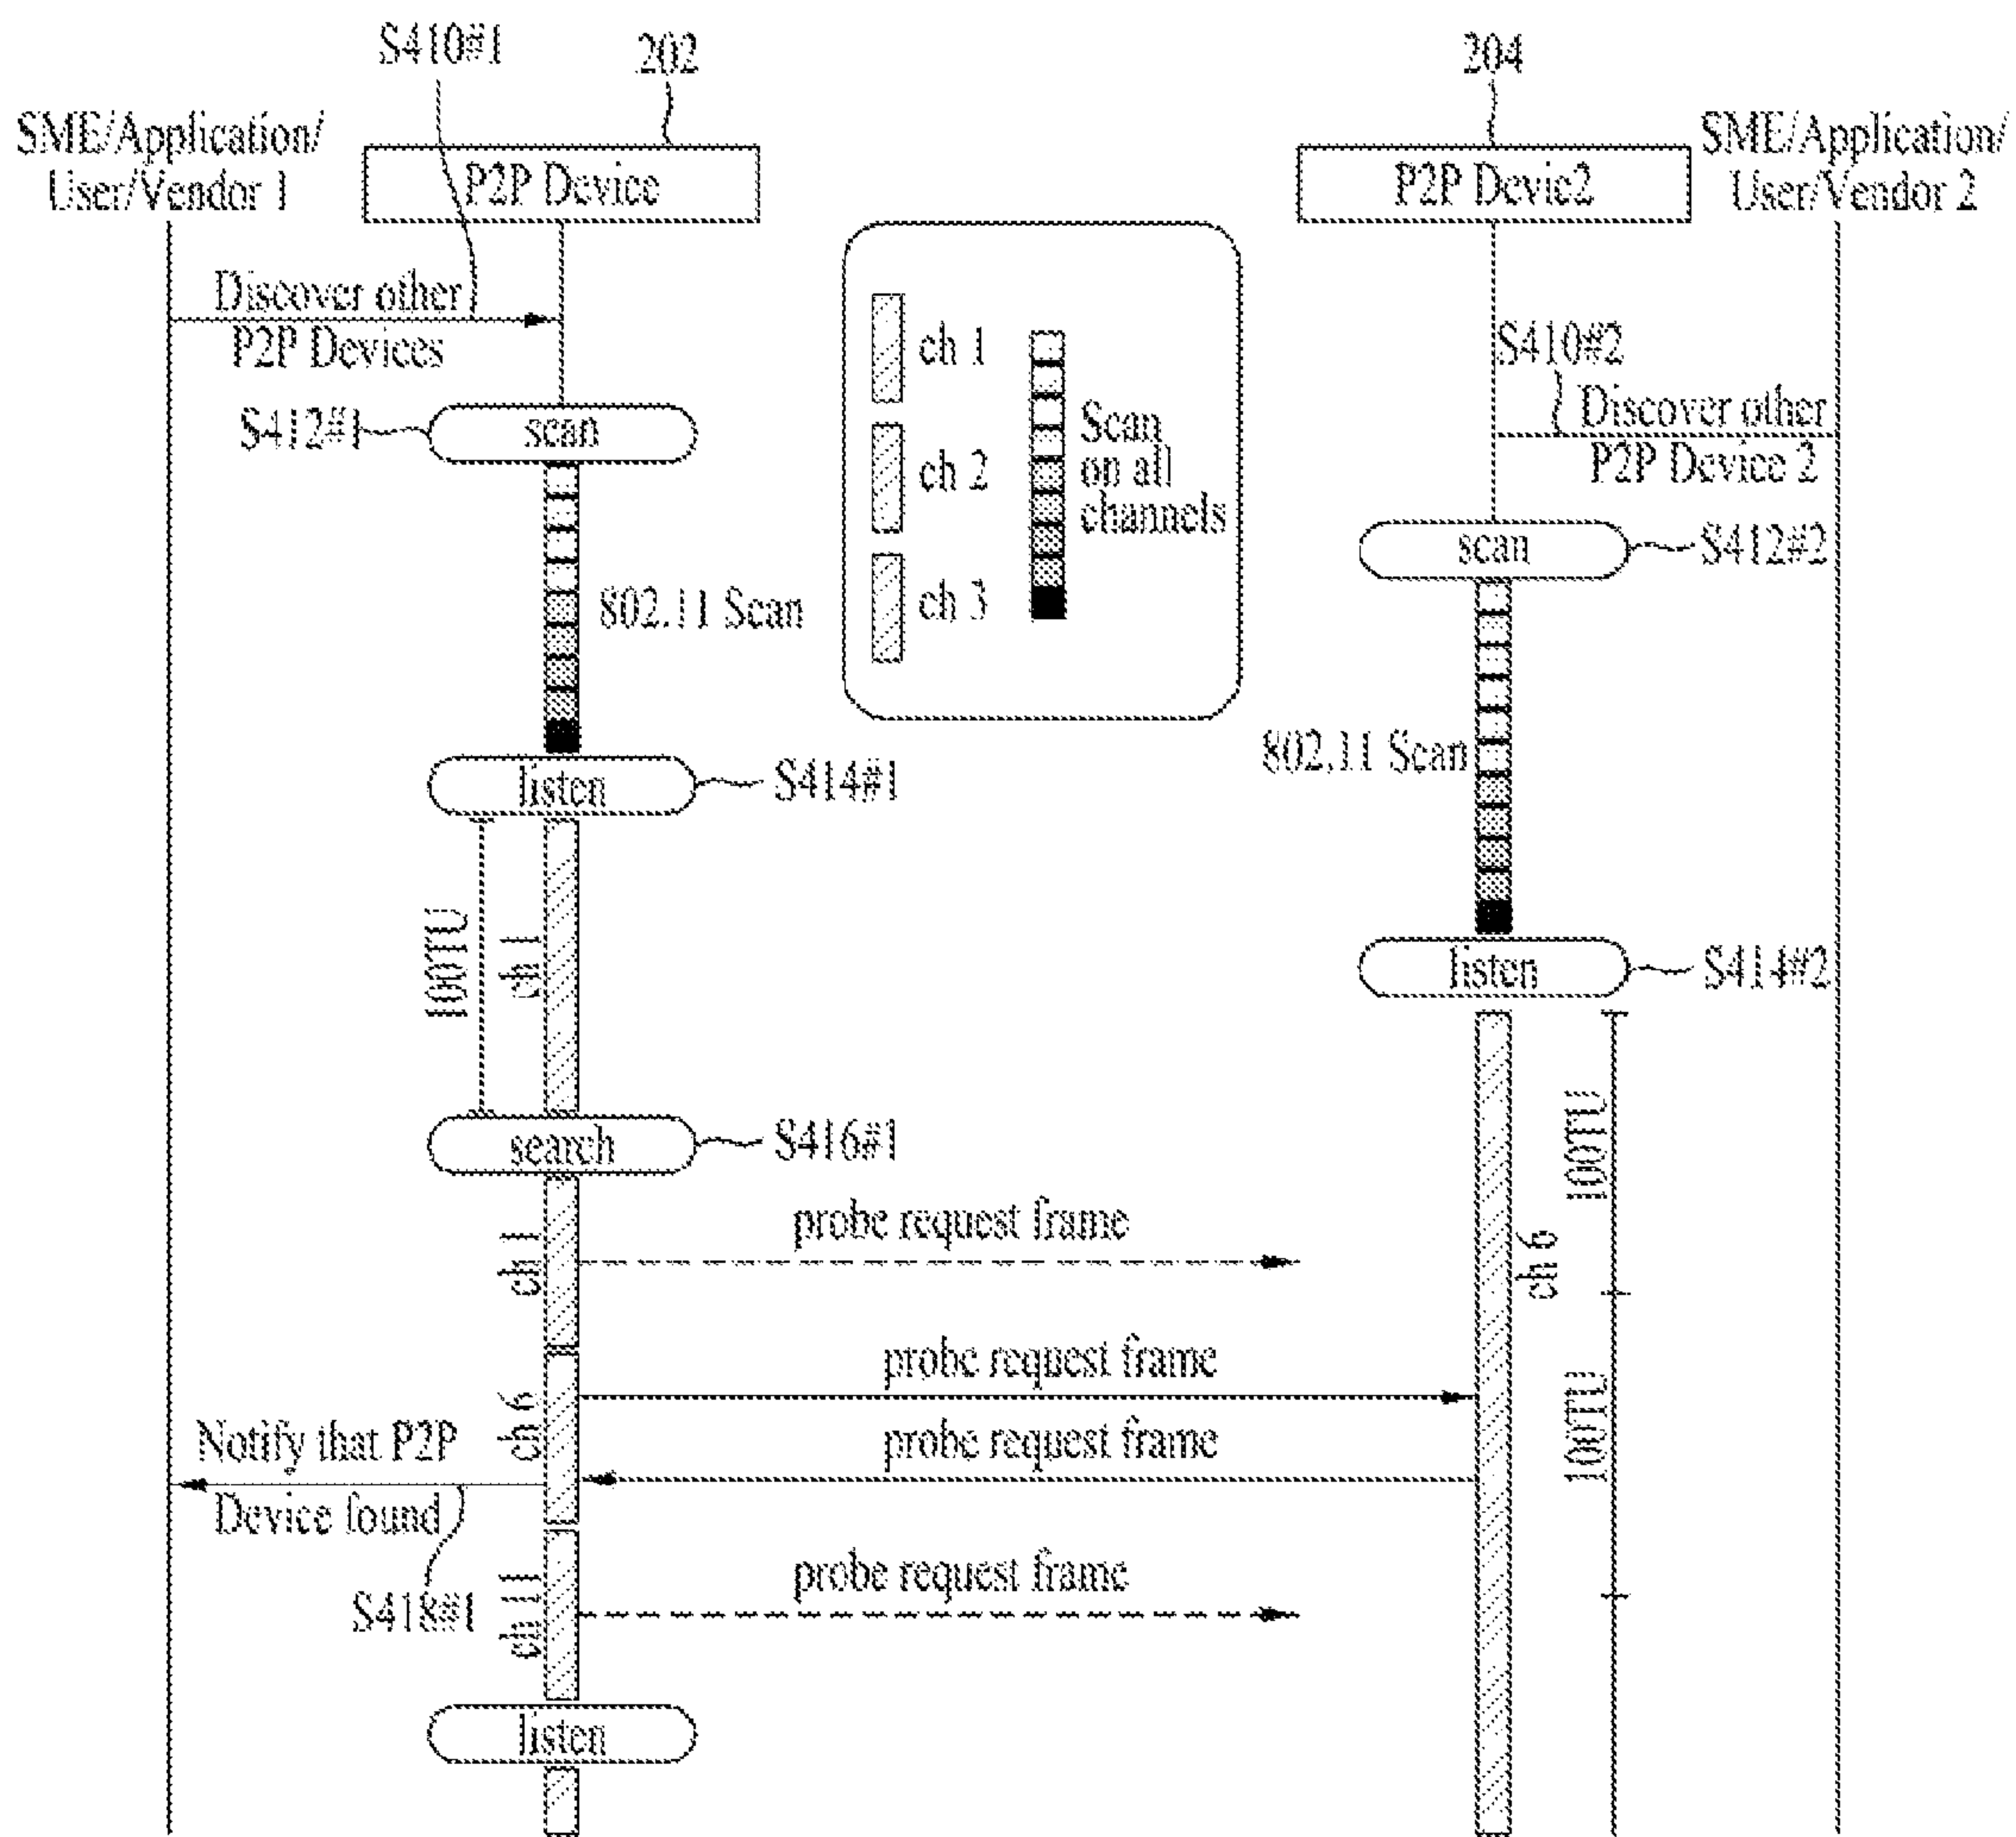 S410#1
202
204
SME/Application/
User/Vendor 1
P2P Device
P2P Devie2
SME/Application/
User/Vendor 2
Discover other
P2P Devices
ch 1
ch 2
ch 3
Scan
on all
channels
S410#2
Discover other
P2P Device 2
S412#1
scan
scan
S412#2
802.11 Scan
802.11 Scan
listen
S414#1
listen
S414#2
100TU
ch 1
search
S416#1
100TU
ch 6
ch 1
probe request frame
probe request frame
ch 6
100TU
Notify that P2P
Device found
probe request frame
S418#1
ch 11
probe request frame
listen